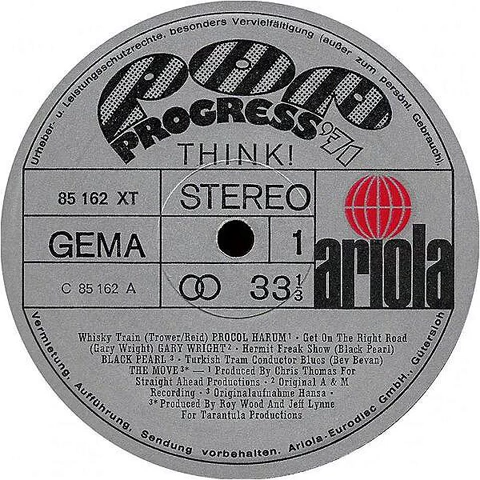 Urheber- u. Leistungsschutzrechte, besonders Vervielfältigung (außer zum persönl. Gebrauch),
POP
PROGRESS 97/1
THINK!
85 162 XT
STEREO
GEMA
1
ariola
C 85 162 A
33 1/3
Whisky Train (Trower/Reid) PROCOL HARUM¹ - Get On The Right Road
(Gary Wright) GARY WRIGHT² - Hermit Freak Show (Black Pearl)
BLACK PEARL ³ - Turkish Tram Conductor Blues (Bev Bevan)
THE MOVE³* — 1 Produced By Chris Thomas For
Straight Ahead Productions - ² Original A & M
Recording - ³ Originalaufnahme Hansa -
³*Produced By Roy Wood And Jeff Lynne
For Tarantula Productions
Vermietung, Aufführung, Sendung vorbehalten. Ariola-Eurodisc GmbH., Gütersloh